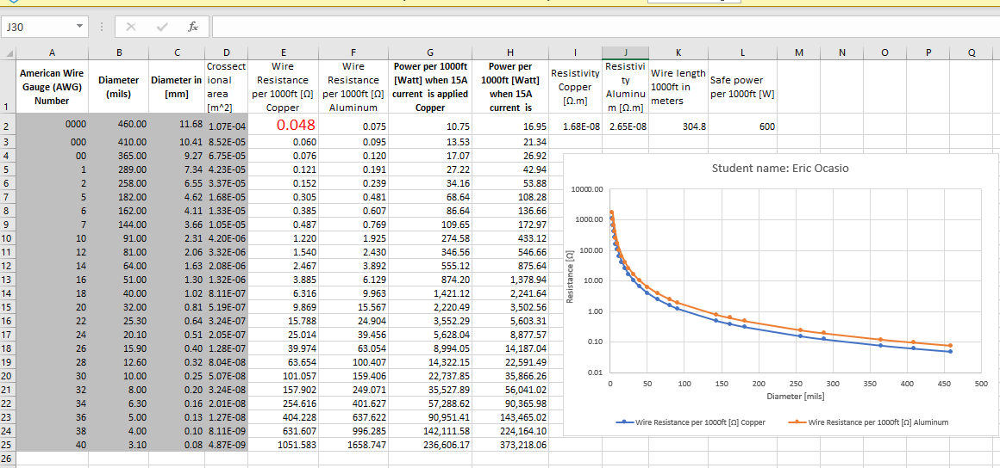 J30
fx
A B C D E F G H I J K L M N O P Q
1 American Wire Gauge (AWG) Number Diameter (mils) Diameter in [mm] Crossect ional area [m^2] Wire Resistance per 1000ft [Ω] Copper Wire Resistance per 1000ft [Ω] Aluminum Power per 1000ft [Watt] when 15A current is applied Copper Power per 1000ft [Watt] when 15A current is Resistivity Copper [Ω.m] Resistivi ty Aluminu m [Ω.m] Wire length 1000ft in meters Safe power per 1000ft [W]
2 0000 460.00 11.68 1.07E-04 0.048 0.075 10.75 16.95 1.68E-08 2.65E-08 304.8 600
3 000 410.00 10.41 8.52E-05 0.060 0.095 13.53 21.34
4 00 365.00 9.27 6.75E-05 0.076 0.120 17.07 26.92
5 1 289.00 7.34 4.23E-05 0.121 0.191 27.22 42.94
6 2 258.00 6.55 3.37E-05 0.152 0.239 34.16 53.88
7 5 182.00 4.62 1.68E-05 0.305 0.481 68.64 108.28
8 6 162.00 4.11 1.33E-05 0.385 0.607 86.64 136.66
9 7 144.00 3.66 1.05E-05 0.487 0.769 109.65 172.97
10 10 91.00 2.31 4.20E-06 1.220 1.925 274.58 433.12
11 12 81.00 2.06 3.32E-06 1.540 2.430 346.56 546.66
12 14 64.00 1.63 2.08E-06 2.467 3.892 555.12 875.64
13 16 51.00 1.30 1.32E-06 3.885 6.129 874.20 1,378.94
14 18 40.00 1.02 8.11E-07 6.316 9.963 1,421.12 2,241.64
15 20 32.00 0.81 5.19E-07 9.869 15.567 2,220.49 3,502.56
16 22 25.30 0.64 3.24E-07 15.788 24.904 3,552.29 5,603.31
17 24 20.10 0.51 2.05E-07 25.014 39.456 5,628.04 8,877.57
18 26 15.90 0.40 1.28E-07 39.974 63.054 8,994.05 14,187.04
19 28 12.60 0.32 8.04E-08 63.654 100.407 14,322.15 22,591.49
20 30 10.00 0.25 5.07E-08 101.057 159.406 22,737.85 35,866.26
21 32 8.00 0.20 3.24E-08 157.902 249.071 35,527.89 56,041.02
22 34 6.30 0.16 2.01E-08 254.616 401.627 57,288.62 90,365.98
23 36 5.00 0.13 1.27E-08 404.228 637.622 90,951.41 143,465.02
24 38 4.00 0.10 8.11E-09 631.607 996.285 142,111.58 224,164.10
25 40 3.10 0.08 4.87E-09 1051.583 1658.747 236,606.17 373,218.06
26
Student name: Eric Ocasio
Resistance [Ω]
10000.00
1000.00
100.00
10.00
1.00
0.10
0.01
0 50 100 150 200 250 300 350 400 450 500
Diameter [mils]
Wire Resistance per 1000ft [Ω] Copper Wire Resistance per 1000ft [Ω] Aluminum